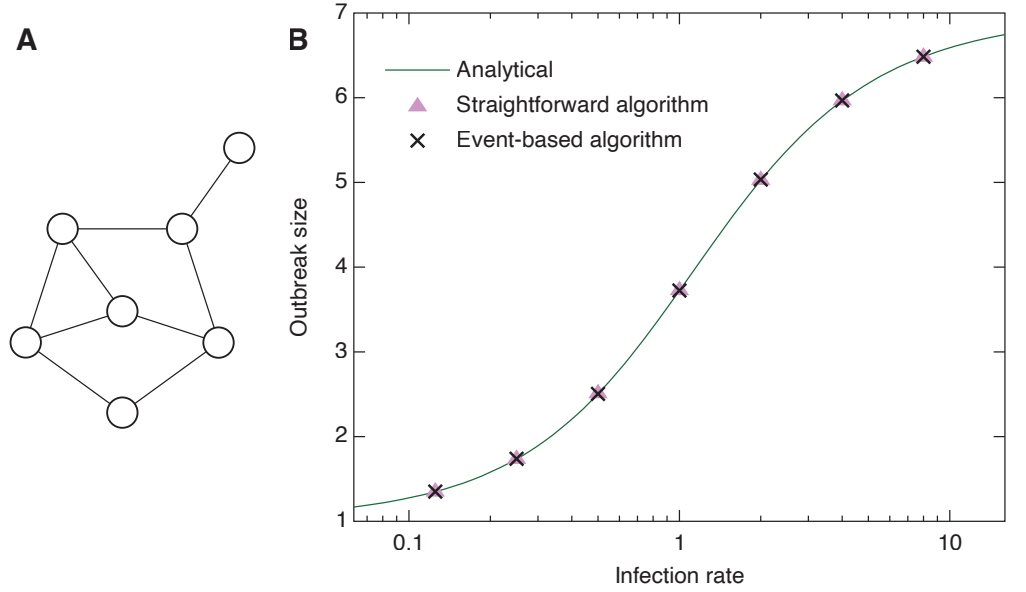 A
B
7
6
5
4
3
2
1
Outbreak size
Analytical
Straightforward algorithm
Event-based algorithm
0.1
1
10
Infection rate